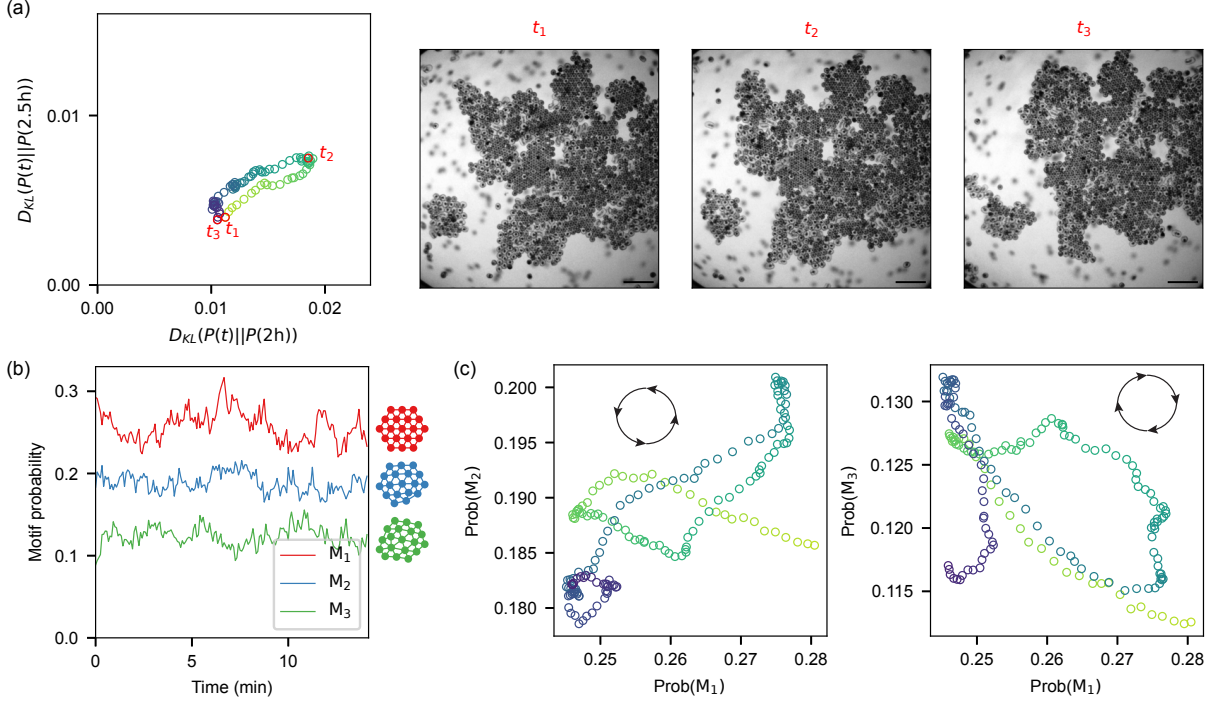 (a)
D_KL(P(t)||P(2.5h))
0.01
0.00
0.00
0.01
0.02
D_KL(P(t)||P(2h))
t_2
t_3
t_1
t_1
t_2
t_3
(b)
Motif probability
0.3
0.2
0.1
0.0
0
5
10
Time (min)
M_1
M_2
M_3
(c)
Prob(M_2)
0.200
0.195
0.190
0.185
0.180
0.25
0.26
0.27
0.28
Prob(M_1)
Prob(M_3)
0.130
0.125
0.120
0.115
0.25
0.26
0.27
0.28
Prob(M_1)